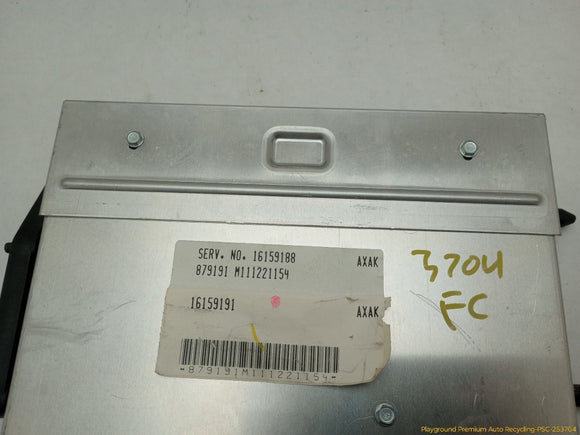 SERV. NO. 16159188 AXAK
879191 M111221154
16159191 AXAK
-879191M111221154-
3704
FC
Playground Premium Auto Recycling-PSC-253704